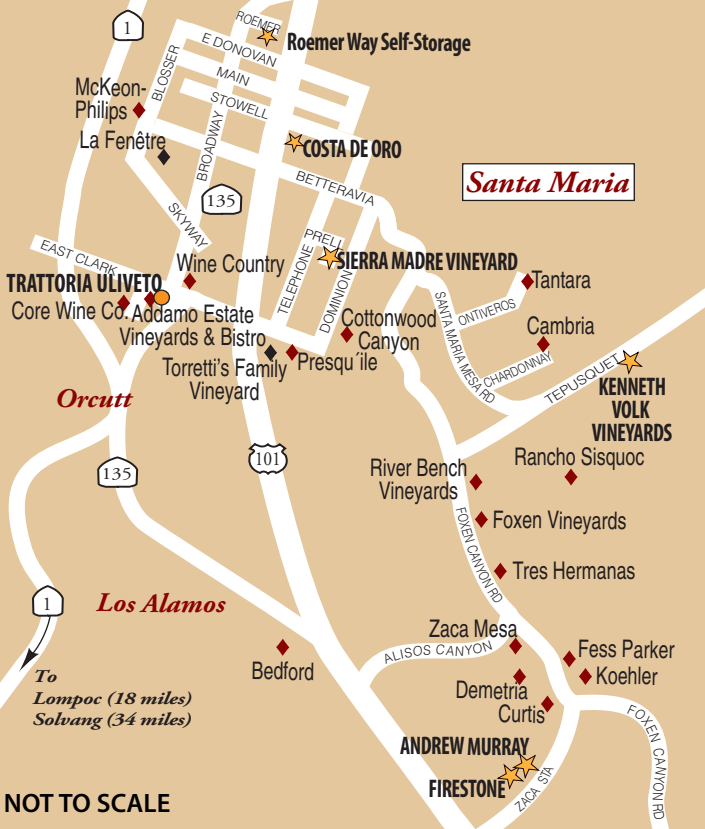 1
ROEMER
Roemer Way Self-Storage
E DONOVAN
BLOSSER
MAIN
McKeon-
Philips
STOWELL
La Fenêtre
BROADWAY
COSTA DE ORO
BETTERAVIA
Santa Maria
135
SKYWAY
PRELL
EAST CLARK
Wine Country
SIERRA MADRE VINEYARD
TELEPHONE
DOMINION
TRATTORIA ULIVETO
Core Wine Co.
Addamo Estate
Vineyards & Bistro
Tantara
ONTIVEROS
SANTA MARIA MESA RD
Cottonwood
Canyon
Cambria
CHARDONNAY
Torretti's Family
Vineyard
Presqu´ile
TEPUSQUET
KENNETH
VOLK
VINEYARDS
Orcutt
135
101
River Bench
Vineyards
Rancho Sisquoc
Foxen Vineyards
FOXEN CANYON RD
Tres Hermanas
1
Los Alamos
Zaca Mesa
ALISOS CANYON
Bedford
Fess Parker
Koehler
To
Lompoc (18 miles)
Solvang (34 miles)
Demetria
Curtis
FOXEN CANYON RD
ANDREW MURRAY
FIRESTONE
ZACA STA
NOT TO SCALE